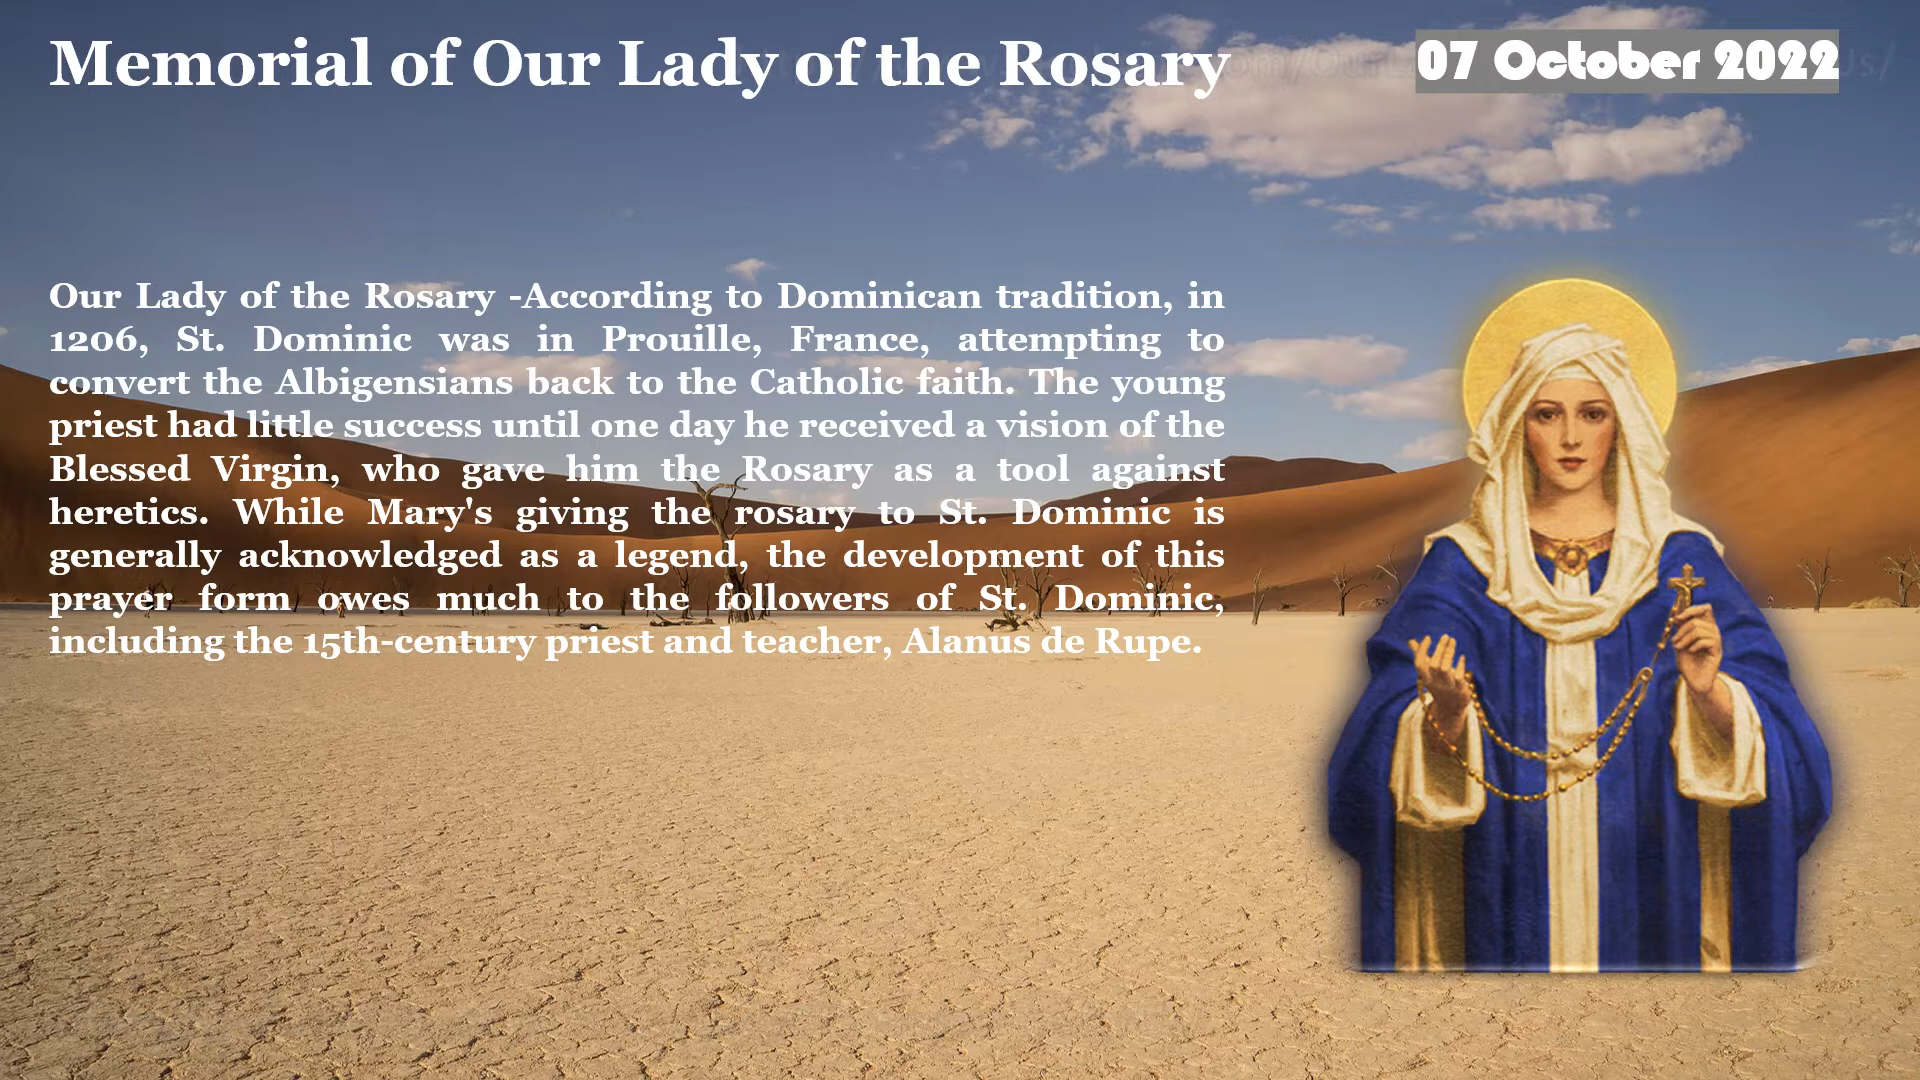 Memorial of Our Lady of the Rosary
07 October 2022
Our Lady of the Rosary -According to Dominican tradition, in
1206, St. Dominic was in Prouille, France, attempting to
convert the Albigensians back to the Catholic faith. The young
priest had little success until one day he received a vision of the
Blessed Virgin, who gave him the Rosary as a tool against
heretics. While Mary's giving the rosary to St. Dominic is
generally acknowledged as a legend, the development of this
prayer form owes much to the followers of St. Dominic,
including the 15th-century priest and teacher, Alanus de Rupe.